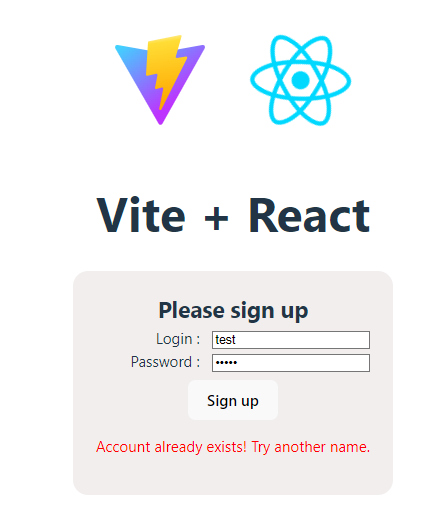 Vite + React
Please sign up
Login : test
Password : •••••
Sign up
Account already exists! Try another name.